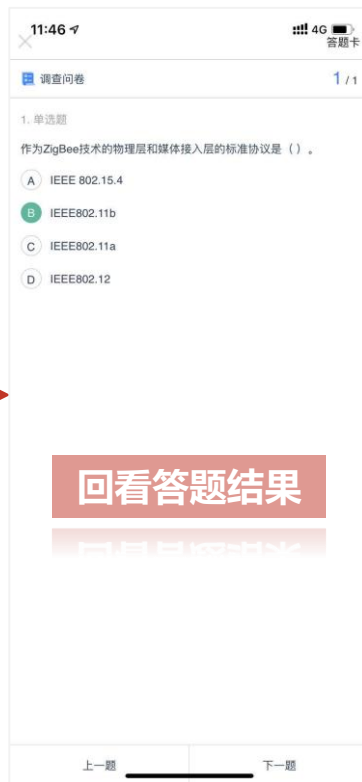 11:46
4G
答题卡
调查问卷
1 / 1
1. 单选题
作为ZigBee技术的物理层和媒体接入层的标准协议是（ ）。
A IEEE 802.15.4
B IEEE802.11b
C IEEE802.11a
D IEEE802.12
回看答题结果
上一题
下一题